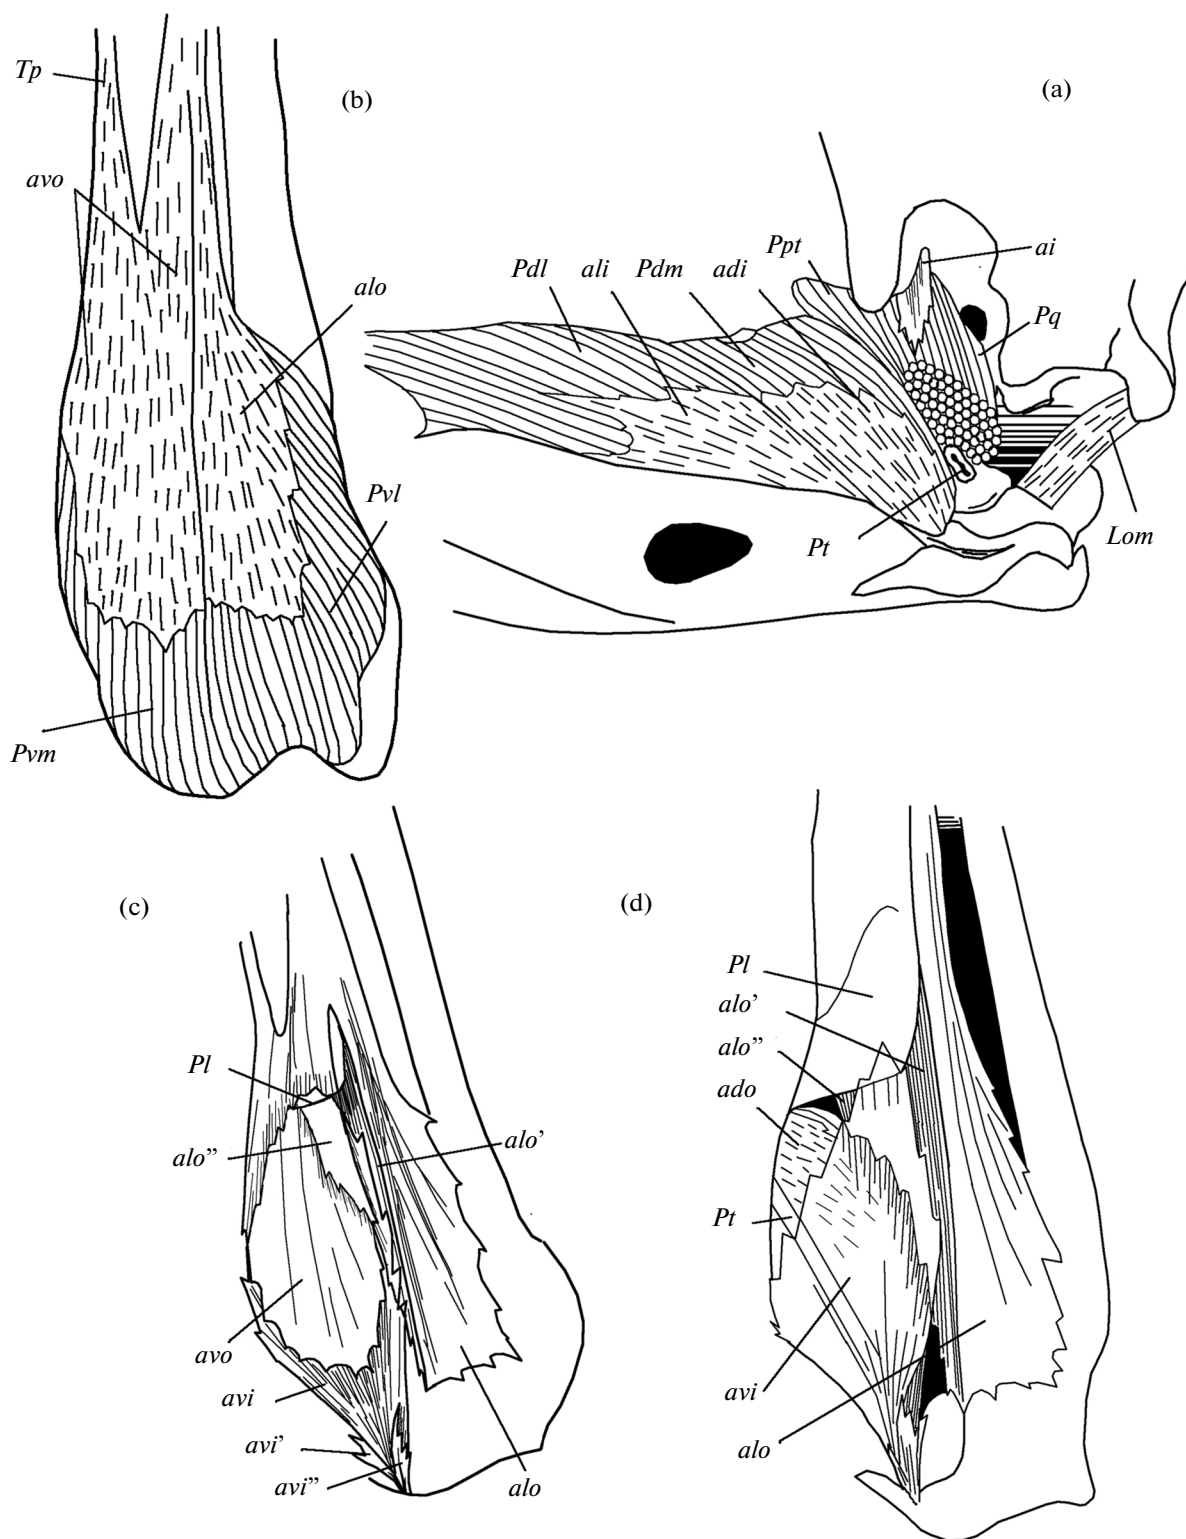 (a)
Ppt
ai
Pdl
ali
Pdm
adi
Pq
Pt
Lom
(b)
Tp
avo
alo
Pvl
Pvm
(c)
Pl
alo”
alo’
avo
avi
avi’
avi”
alo
(d)
Pl
alo’
alo”
ado
Pt
avi
alo